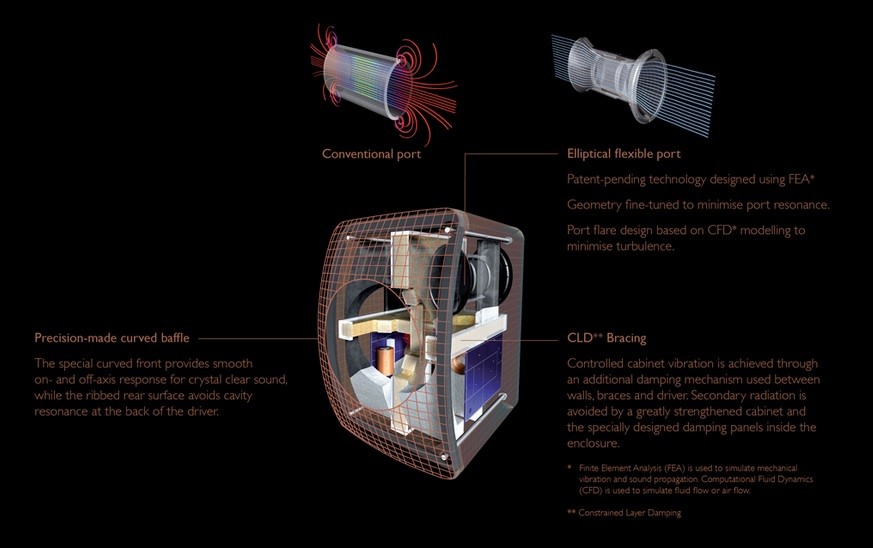 Conventional port
Elliptical flexible port
Patent-pending technology designed using FEA*
Geometry fine-tuned to minimise port resonance.
Port flare design based on CFD* modelling to
minimise turbulence.
Precision-made curved baffle
The special curved front provides smooth
on- and off-axis response for crystal clear sound,
while the ribbed rear surface avoids cavity
resonance at the back of the driver.
CLD** Bracing
Controlled cabinet vibration is achieved through
an additional damping mechanism used between
walls, braces and driver. Secondary radiation is
avoided by a greatly strengthened cabinet and
the specially designed damping panels inside the
enclosure.
* Finite Element Analysis (FEA) is used to simulate mechanical
vibration and sound propagation. Computational Fluid Dynamics
(CFD) is used to simulate fluid flow or air flow.
** Constrained Layer Damping